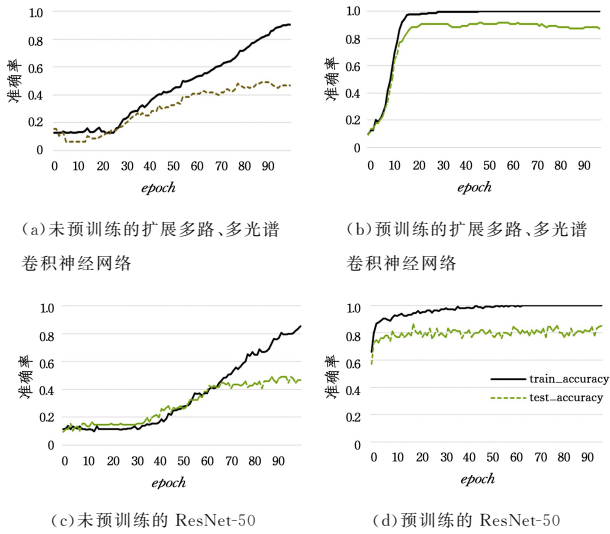 1.0
0.8
0.6
0.4
0.2
0
准确率
0 10 20 30 40 50 60 70 80 90
epoch
(a)未预训练的扩展多路、多光谱
卷积神经网络
1.0
0.8
0.6
0.4
0.2
0
准确率
0 10 20 30 40 50 60 70 80 90
epoch
(b)预训练的扩展多路、多光谱
卷积神经网络
1.0
0.8
0.6
0.4
0.2
0
准确率
0 10 20 30 40 50 60 70 80 90
epoch
(c)未预训练的 ResNet-50
1.0
0.8
0.6
0.4
0.2
0
准确率
train_accuracy
test_accuracy
0 10 20 30 40 50 60 70 80 90
epoch
(d)预训练的 ResNet-50